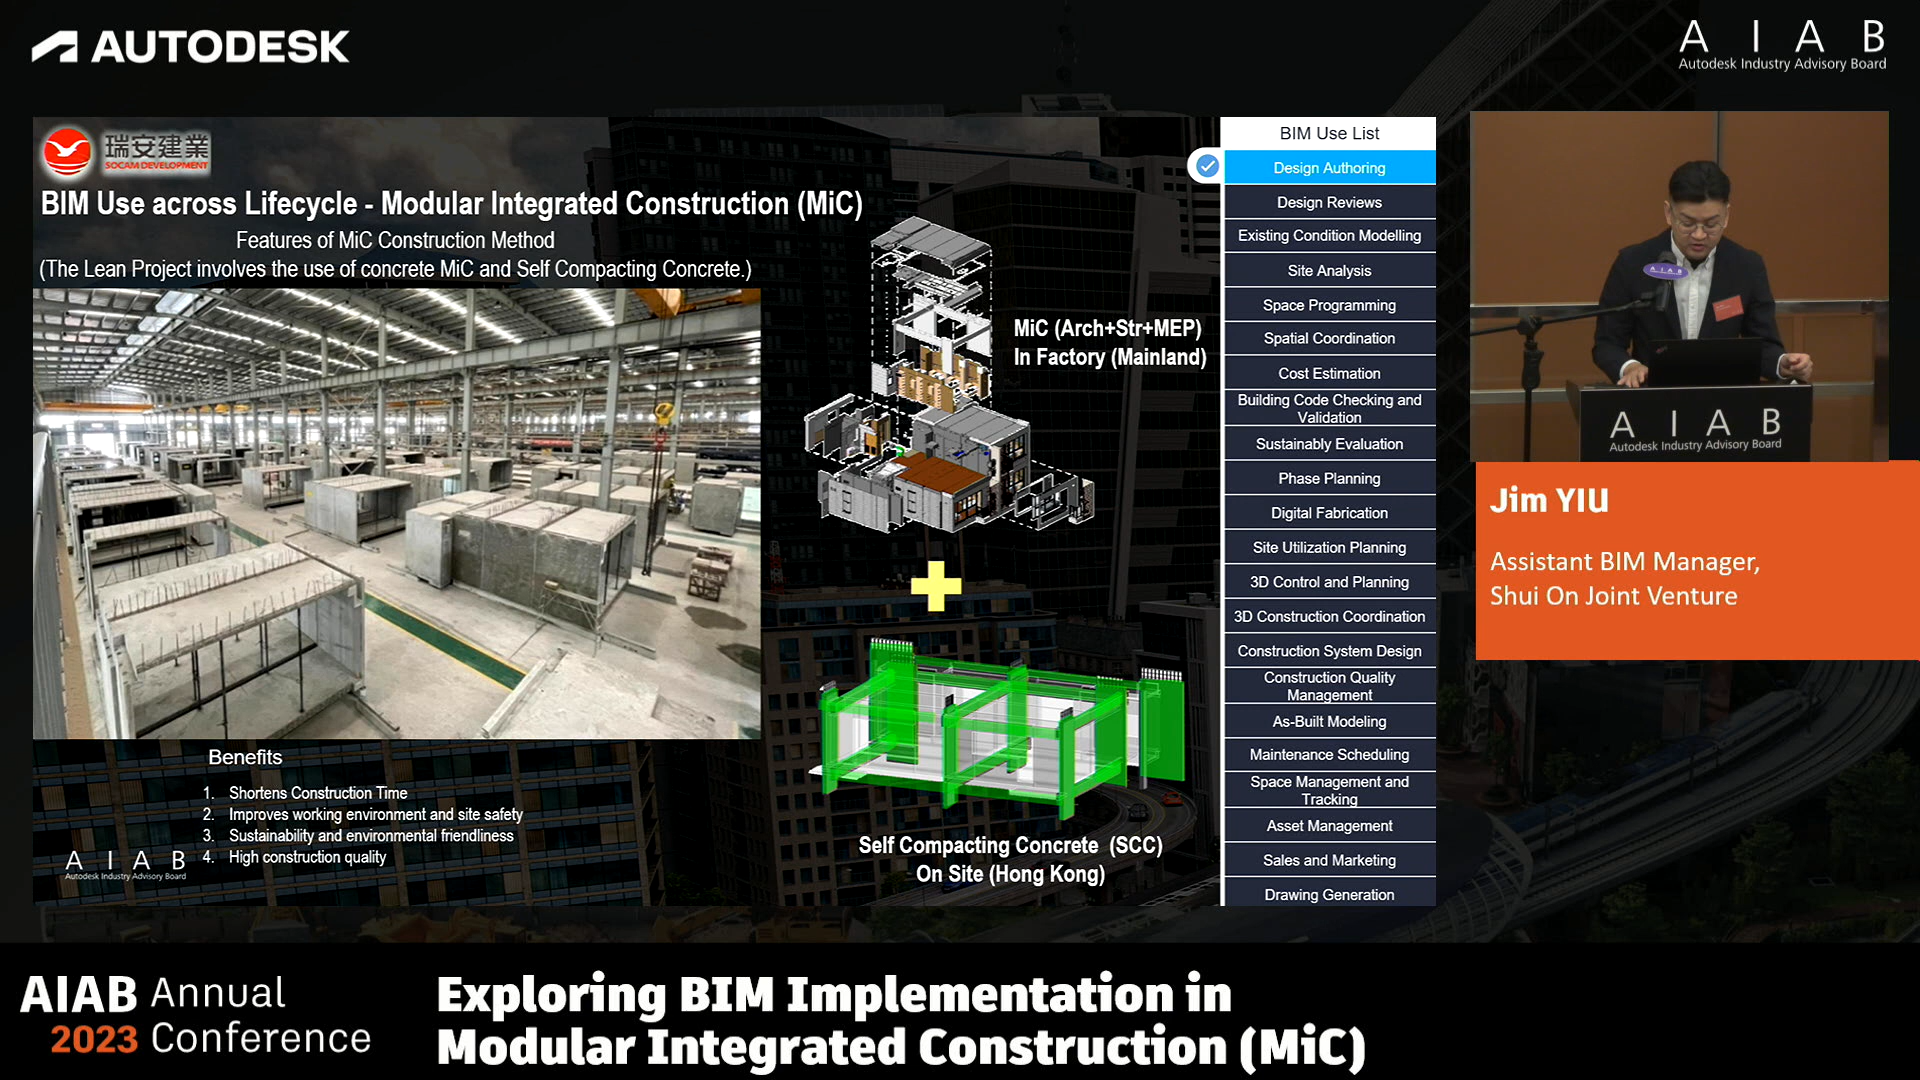 AUTODESK
A I A B
Autodesk Industry Advisory Board
瑞安建業
SOCAM DEVELOPMENT
BIM Use across Lifecycle - Modular Integrated Construction (MiC)
Features of MiC Construction Method
(The Lean Project involves the use of concrete MiC and Self Compacting Concrete.)
MiC (Arch+Str+MEP)
In Factory (Mainland)
Self Compacting Concrete (SCC)
On Site (Hong Kong)
Benefits
1. Shortens Construction Time
2. Improves working environment and site safety
3. Sustainability and environmental friendliness
4. High construction quality
A I A B
Autodesk Industry Advisory Board
BIM Use List
Design Authoring
Design Reviews
Existing Condition Modelling
Site Analysis
Space Programming
Spatial Coordination
Cost Estimation
Building Code Checking and
Validation
Sustainably Evaluation
Phase Planning
Digital Fabrication
Site Utilization Planning
3D Control and Planning
3D Construction Coordination
Construction System Design
Construction Quality
Management
As-Built Modeling
Maintenance Scheduling
Space Management and
Tracking
Asset Management
Sales and Marketing
Drawing Generation
A I A B
A I A B
Autodesk Industry Advisory Board
Jim YIU
Assistant BIM Manager,
Shui On Joint Venture
AIAB Annual
2023 Conference
Exploring BIM Implementation in
Modular Integrated Construction (MiC)